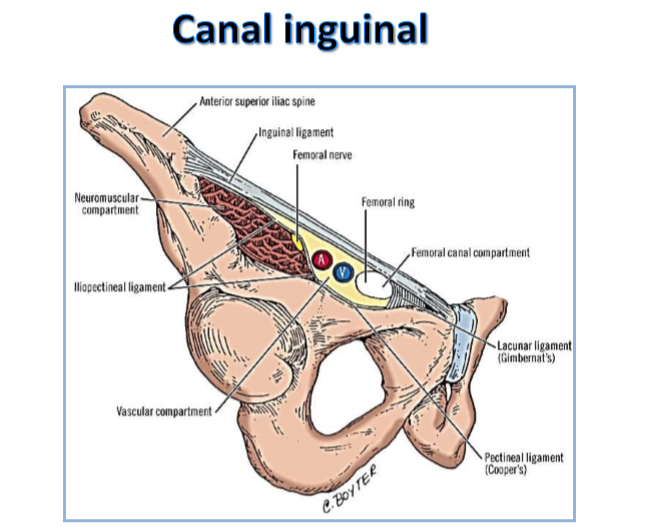 Canal inguinal
Anterior superior iliac spine
Inguinal ligament
Femoral nerve
Neuromuscular
compartment
Femoral ring
Femoral canal compartment
Iliopectineal ligament
A
V
Lacunar ligament
(Gimbernat's)
Vascular compartment
Pectineal ligament
(Cooper's)
C. BOYTER